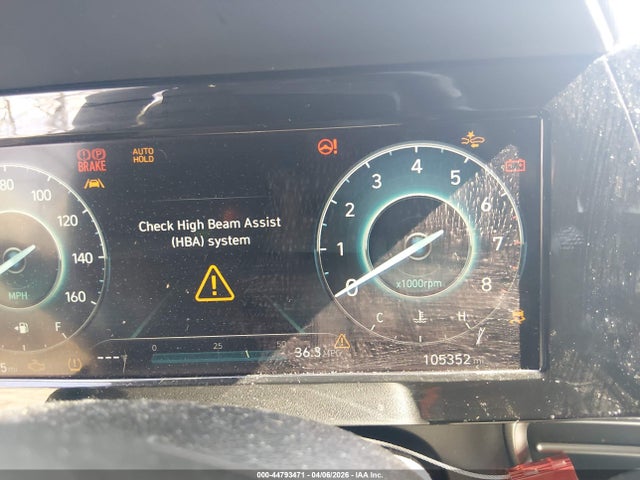 AUTO
HOLD
BRAKE
80 100
120
140
160
MPH
Check High Beam Assist
(HBA) system
0 1 2 3 4 5 6 7 8
x1000rpm
F
C H
0 25 50
--- 36.3 MPG
105352 mi
000-44793471 - 04/06/2026 - IAA Inc.